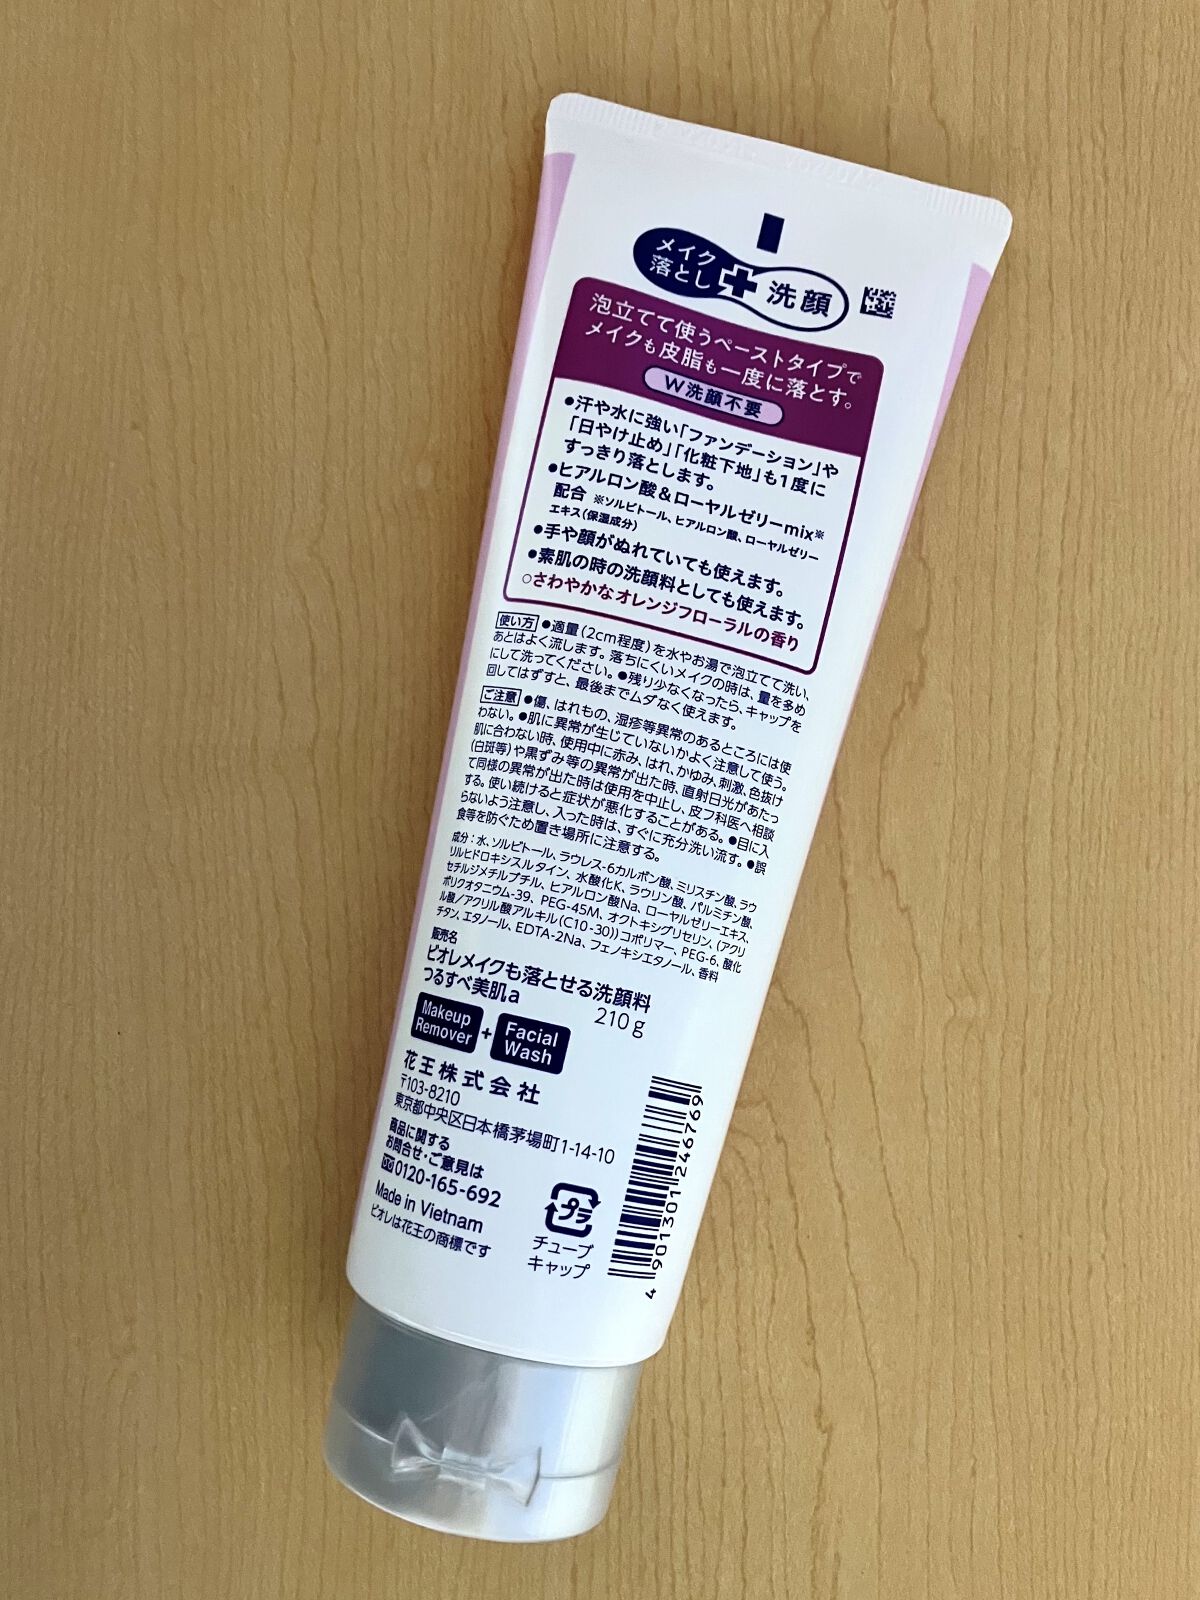 メイク
落とし
洗顔
泡立てて使うペーストタイプで
メイクも皮脂も一度に落とす。
W洗顔不要
●汗や水に強い「ファンデーション」や
「日やけ止め」「化粧下地」も1度に
すっきり落とします。
●ヒアルロン酸＆ローヤルゼリーmix※
配合 ※ソルビトール、ヒアルロン酸、ローヤルゼリー
エキス(保湿成分)
●手や顔がぬれていても使えます。
●素肌の時の洗顔料としても使えます。
○さわやかなオレンジフローラルの香り
使い方 ●適量(2cm程度)を水やお湯で泡立てて洗い、
あとはよく流します。落ちにくいメイクの時は、量を多め
にして洗ってください。●残り少なくなったら、キャップを
回してはずすと、最後までムダなく使えます。
ご注意 ●傷、はれもの、湿疹等異常のあるところには使
わない。●肌に異常が生じていないかよく注意して使う。
肌に合わない時、使用中に赤み、はれ、かゆみ、刺激、色抜け
(白斑等)や黒ずみ等の異常が出た時、直射日光があたっ
て同様の異常が出た時は使用を中止し、皮フ科医へ相談
する。使い続けると症状が悪化することがある。●目に入
らないよう注意し、入った時は、すぐに充分洗い流す。●誤
食等を防ぐため置き場所に注意する。
成分：水、ソルビトール、ラウレス-6カルボン酸、ミリスチン酸、ラウ
リルヒドロキシスルタイン、水酸化K、ラウリン酸、パルミチン酸、
セチルジメチルブチル、ヒアルロン酸Na、ローヤルゼリーエキス、
ポリクオタニウム-39、PEG-45M、オクトキシグリセリン、(アクリ
ル酸/アクリル酸アルキル(C10-30))コポリマー、PEG-6、酸化
チタン、エタノール、EDTA-2Na、フェノキシエタノール、香料
販売名
ビオレメイクも落とせる洗顔料
つるすべ美肌a
210g
Makeup
Remover
+
Facial
Wash
花王株式会社
〒103-8210
東京都中央区日本橋茅場町1-14-10
商品に関する
お問合せ・ご意見は
0120-165-692
Made in Vietnam
ビオレは花王の商標です
プラ
チューブ
キャップ
4 901301 246769